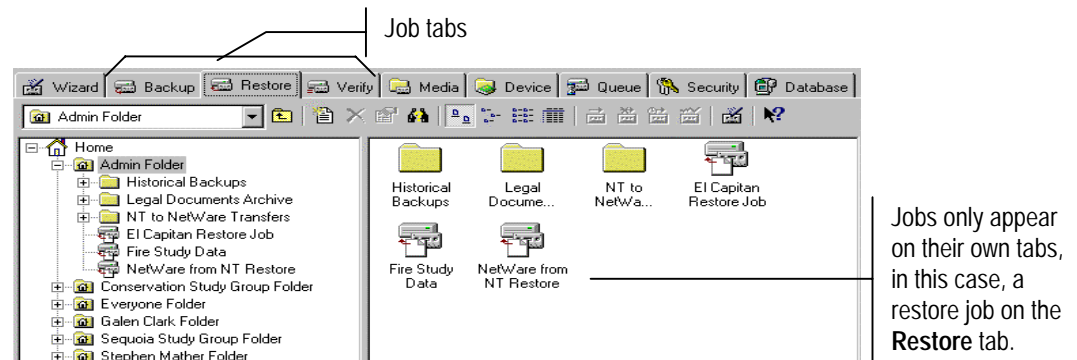 Job tabs
Wizard Backup Restore Verify Media Device Queue Security Database
Admin Folder
Home
Admin Folder
Historical Backups
Legal Documents Archive
NT to NetWare Transfers
El Capitan Restore Job
Fire Study Data
NetWare from NT Restore
Conservation Study Group Folder
Everyone Folder
Galen Clark Folder
Sequoia Study Group Folder
Stephen Mather Folder
Historical Backups
Legal Docume...
NT to NetWa...
El Capitan Restore Job
Fire Study Data
NetWare from NT Restore
Jobs only appear
on their own tabs,
in this case, a
restore job on the
Restore tab.